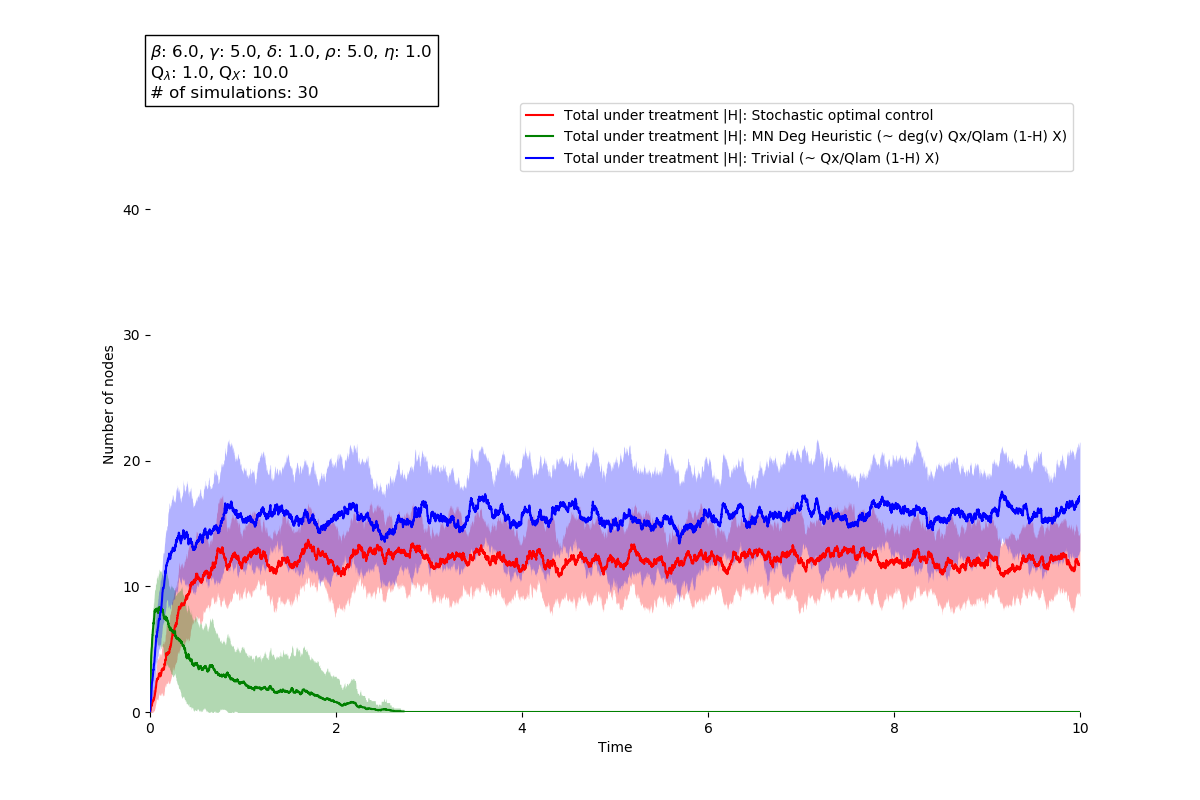 β: 6.0, γ: 5.0, δ: 1.0, ρ: 5.0, η: 1.0
Qλ: 1.0, QX: 10.0
# of simulations: 30
Total under treatment |H|: Stochastic optimal control
Total under treatment |H|: MN Deg Heuristic (~ deg(v) Qx/Qlam (1-H) X)
Total under treatment |H|: Trivial (~ Qx/Qlam (1-H) X)
40
30
20
10
0
Number of nodes
0 2 4 6 8 10
Time